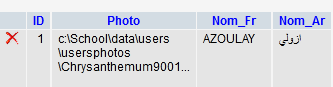 ID Photo Nom_Fr Nom_Ar
1 c:\School\data\users AZOULAY ازولي
\usersphotos
\Chrysanthemum9001...